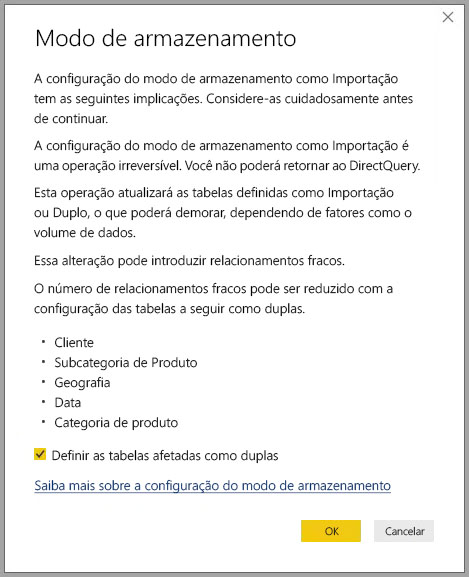 Modo de armazenamento
A configuração do modo de armazenamento como Importação
tem as seguintes implicações. Considere-as cuidadosamente antes
de continuar.
A configuração do modo de armazenamento como Importação é
uma operação irreversível. Você não poderá retornar ao DirectQuery.
Esta operação atualizará as tabelas definidas como Importação
ou Duplo, o que poderá demorar, dependendo de fatores como o
volume de dados.
Essa alteração pode introduzir relacionamentos fracos.
O número de relacionamentos fracos pode ser reduzido com a
configuração das tabelas a seguir como duplas.
• Cliente
• Subcategoria de Produto
• Geografia
• Data
• Categoria de produto
Definir as tabelas afetadas como duplas
Saiba mais sobre a configuração do modo de armazenamento
OK
Cancelar